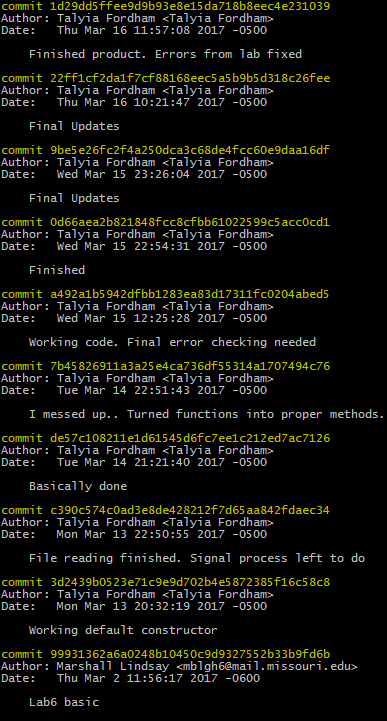 commit 1d29dd5ffee9d9b93e8e15da718b8eec4e231039
Author: Talyia Fordham <Talyia Fordham>
Date: Thu Mar 16 11:57:08 2017 -0500
Finished product. Errors from lab fixed
commit 22ff1cf2da1f7cf88168eec5a5b9b5d318c26fee
Author: Talyia Fordham <Talyia Fordham>
Date: Thu Mar 16 10:21:47 2017 -0500
Final Updates
commit 9be5e26fc2f4a250dca3c68de4fcc60e9daa16df
Author: Talyia Fordham <Talyia Fordham>
Date: Wed Mar 15 23:26:04 2017 -0500
Final Updates
commit 0d66aea2b821848fcc8cfbb61022599c5acc0cd1
Author: Talyia Fordham <Talyia Fordham>
Date: Wed Mar 15 22:54:31 2017 -0500
Finished
commit a492a1b5942dfbb1283ea83d17311fc0204abed5
Author: Talyia Fordham <Talyia Fordham>
Date: Wed Mar 15 12:25:28 2017 -0500
Working code. Final error checking needed
commit 7b45826911a3a25e4ca736df55314a1707494c76
Author: Talyia Fordham <Talyia Fordham>
Date: Tue Mar 14 22:51:43 2017 -0500
I messed up.. Turned functions into proper methods.
commit de57c108211e1d61545d6fc7ee1c212ed7ac7126
Author: Talyia Fordham <Talyia Fordham>
Date: Tue Mar 14 21:21:40 2017 -0500
Basically done
commit c390c574c0ad3e8de428212f7d65aa842fdaec34
Author: Talyia Fordham <Talyia Fordham>
Date: Mon Mar 13 22:50:55 2017 -0500
File reading finished. Signal process left to do
commit 3d2439b0523e71c9e9d702b4e5872385f16c58c8
Author: Talyia Fordham <Talyia Fordham>
Date: Mon Mar 13 20:32:19 2017 -0500
Working default constructor
commit 99931362a6a0248b10450c9d9327552b33b9fd6b
Author: Marshall Lindsay <mblgh6@mail.missouri.edu>
Date: Thu Mar 2 11:56:17 2017 -0600
Lab6 basic